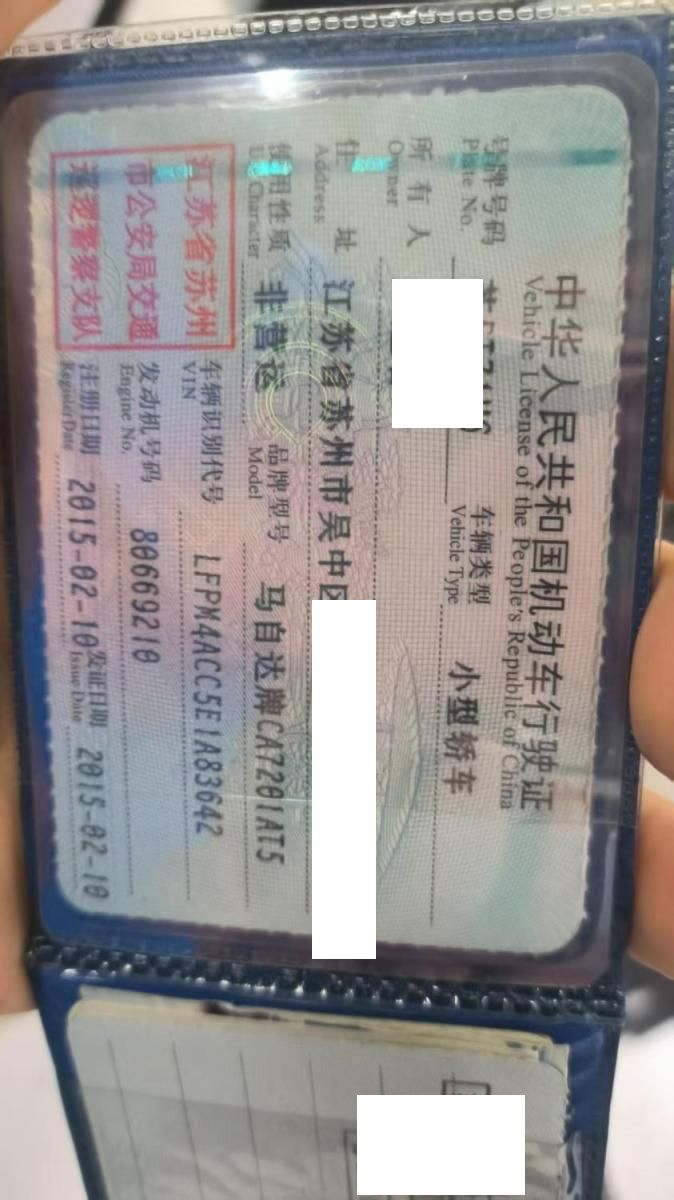 中华人民共和国机动车行驶证
Vehicle License of the People's Republic of China
号牌号码
Plate No.
车辆类型 小型轿车
Vehicle Type
所有人
Owner
住址 江苏省苏州市吴中区
Address
使用性质 非营运 品牌型号 马自达牌CA7201AT5
Use Character Model
江苏省苏州
市公安局交通
巡逻警察支队
车辆识别代号 LFPM4ACC5E1A83642
VIN
发动机号码 80669210
Engine No.
注册日期 2015-02-10 发证日期 2015-02-10
Register Date Issue Date